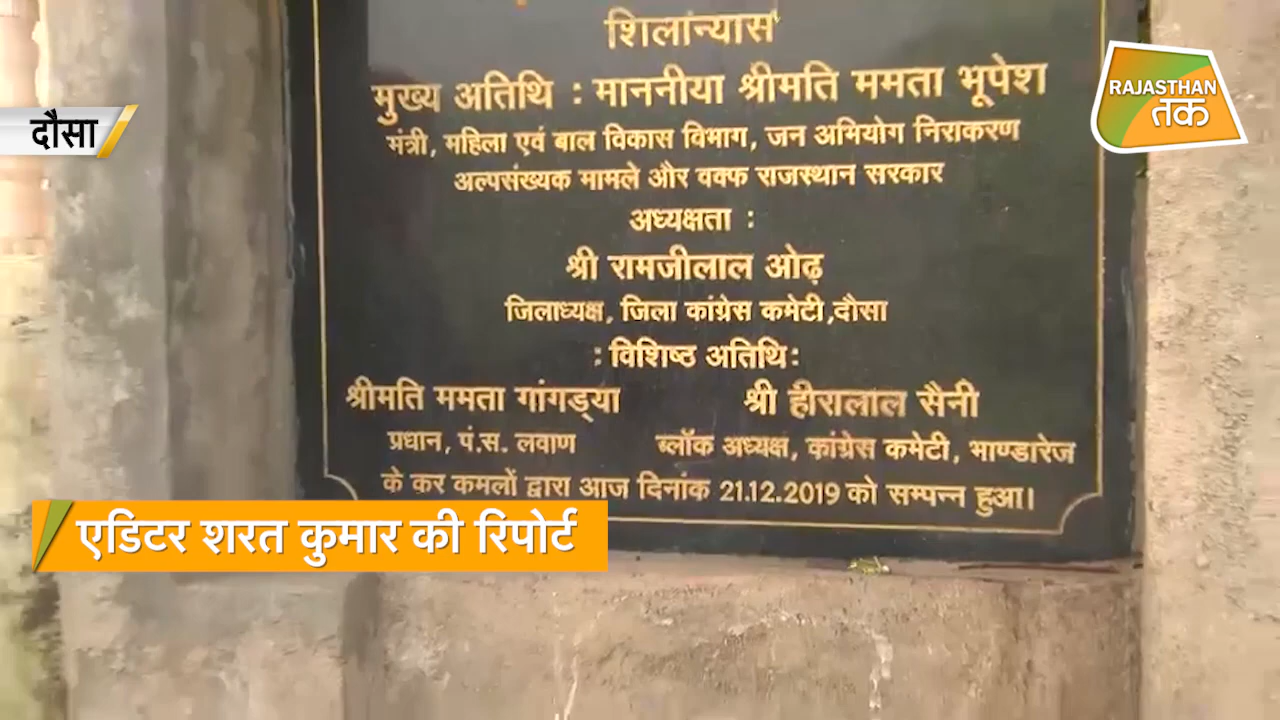 शिलान्यास
मुख्य अतिथि : माननीया श्रीमति ममता भूपेश
मंत्री, महिला एवं बाल विकास विभाग, जन अभियोग निराकरण
अल्पसंख्यक मामले और वक्फ राजस्थान सरकार
अध्यक्षता :
श्री रामजीलाल ओढ़
जिलाध्यक्ष, जिला कांग्रेस कमेटी,दौसा
: विशिष्ठ अतिथि:
श्रीमति ममता गांगड्या श्री हीरालाल सैनी
प्रधान, पं.स. लवाण ब्लॉक अध्यक्ष, कांग्रेस कमेटी, भाण्डारेज
के कर कमलों द्वारा आज दिनांक 21.12.2019 को सम्पन्न हुआ।
दौसा
RAJASTHAN
तक
एडिटर शरत कुमार की रिपोर्ट